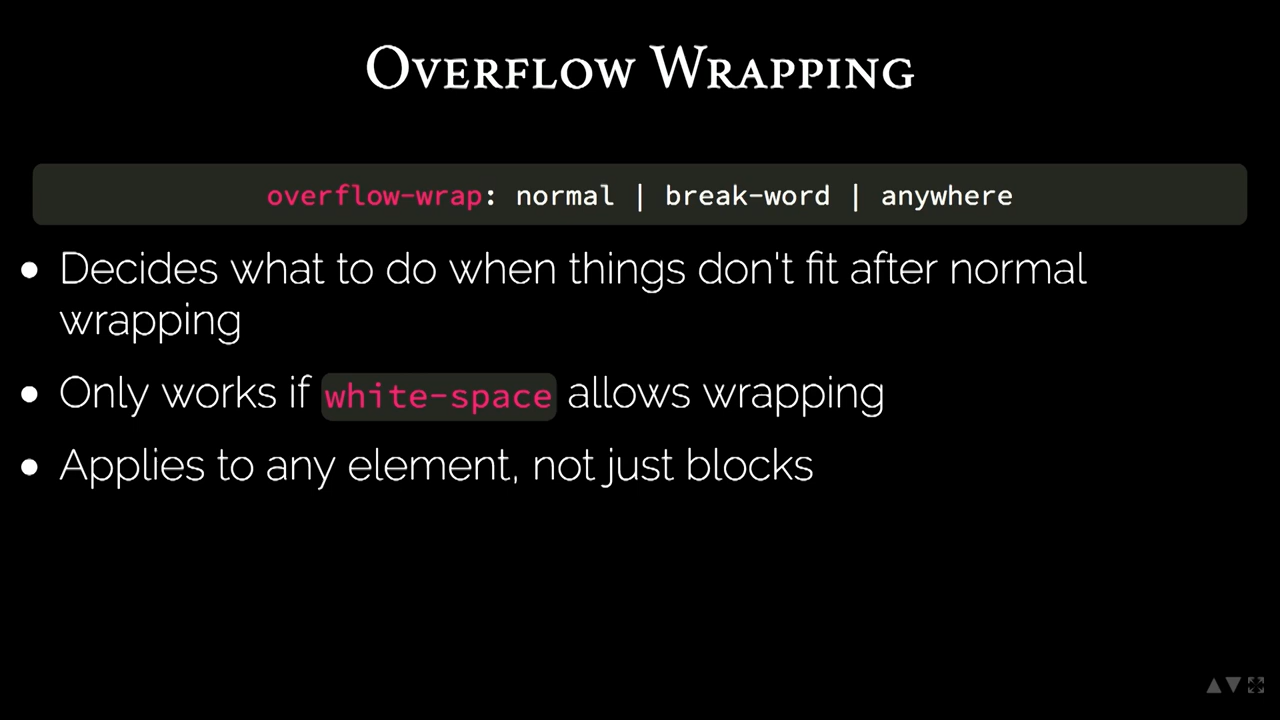 Overflow Wrapping
overflow-wrap: normal | break-word | anywhere
• Decides what to do when things don't fit after normal
wrapping
• Only works if white-space allows wrapping
• Applies to any element, not just blocks